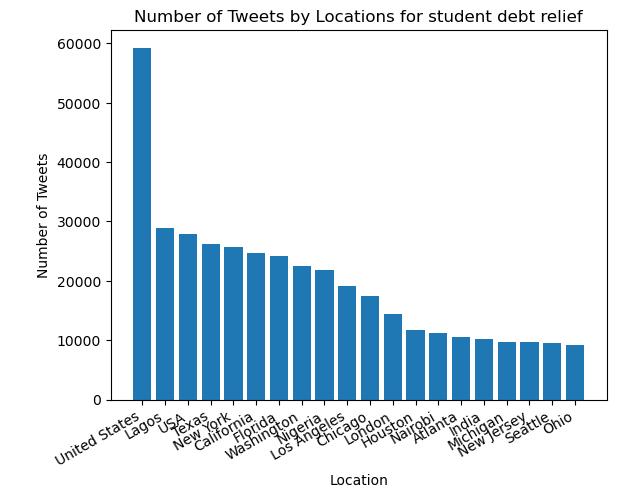 Number of Tweets by Locations for student debt relief
Number of Tweets
60000
50000
40000
30000
20000
10000
0
United States
Lagos
USA
Texas
New York
California
Florida
Washington
Nigeria
Los Angeles
Chicago
London
Houston
Nairobi
Atlanta
India
Michigan
New Jersey
Seattle
Ohio
Location